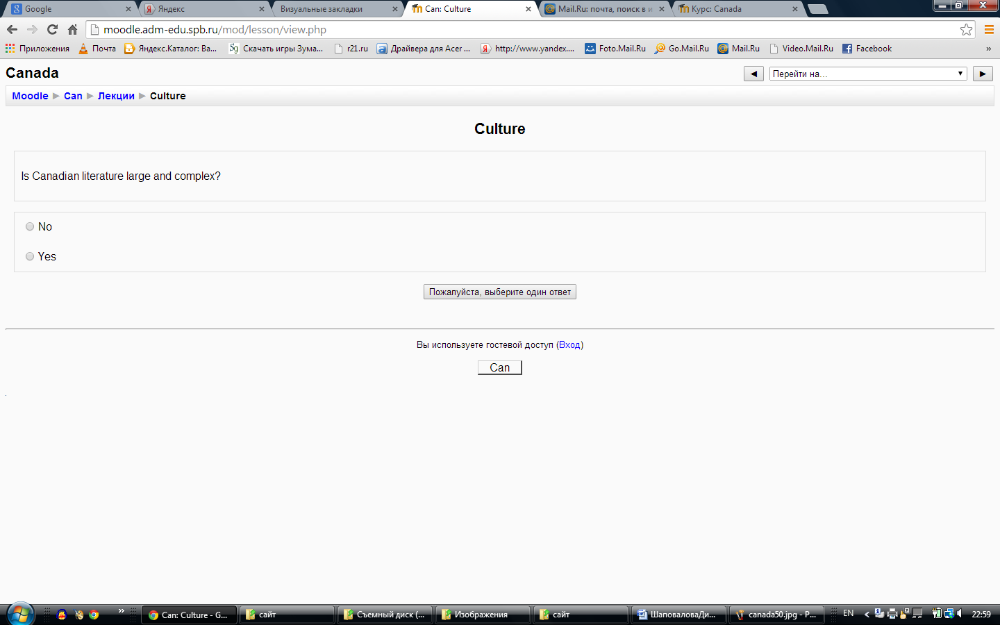 Google
Яндекс
Визуальные закладки
Can: Culture
Mail.Ru: почта, поиск в и
Курс: Canada
moodle.adm-edu.spb.ru/mod/lesson/view.php
Приложения
Почта
Яндекс.Каталог: Ва...
Скачать игры Зума...
r21.ru
Драйвера для Acer ...
http://www.yandex....
Foto.Mail.Ru
Go.Mail.Ru
Mail.Ru
Video.Mail.Ru
Facebook
»
Canada
◄ Перейти на... ►
Moodle ► Can ► Лекции ► Culture
Culture
Is Canadian literature large and complex?
No
Yes
Пожалуйста, выберите один ответ
Вы используете гостевой доступ (Вход)
Can
»
Can: Culture - G...
сайт
Съемный диск (...
Изображения
сайт
ШаповаловаДи...
canada50.jpg - P...
EN
22:59